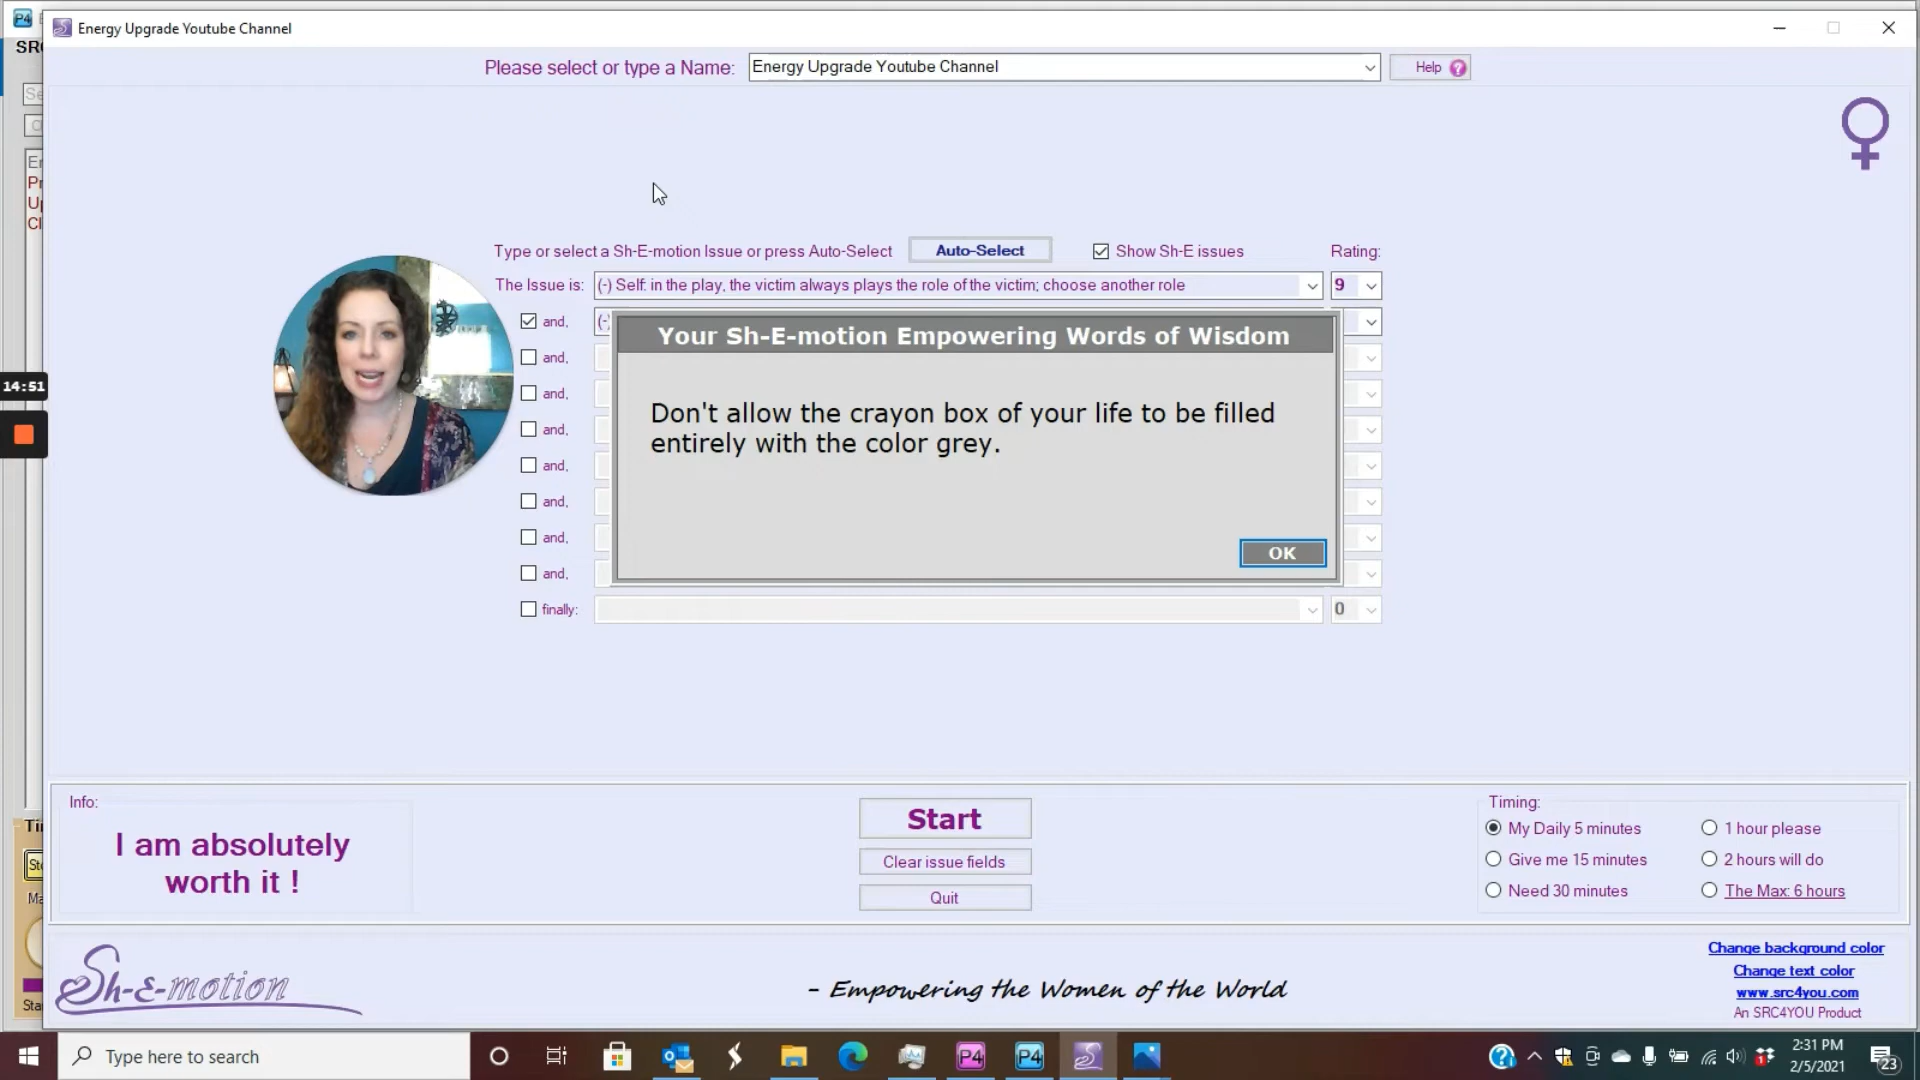 Energy Upgrade Youtube Channel
Please select or type a Name: Energy Upgrade Youtube Channel Help ?
Type or select a Sh-E-motion Issue or press Auto-Select Auto-Select Show Sh-E issues Rating:
The Issue is: (-) Self: in the play, the victim always plays the role of the victim; choose another role 9
and, (-)
Your Sh-E-motion Empowering Words of Wisdom
Don't allow the crayon box of your life to be filled
entirely with the color grey.
OK
and,
and,
and,
and,
and,
and,
and,
finally: 0
14:51
Info:
I am absolutely
worth it !
Start
Clear issue fields
Quit
Timing:
My Daily 5 minutes 1 hour please
Give me 15 minutes 2 hours will do
Need 30 minutes The Max: 6 hours
Sh-E-motion
- Empowering the Women of the World
Change background color
Change text color
www.src4you.com
An SRC4YOU Product
P4
Type here to search
P4 P4
2:31 PM
2/5/2021
23